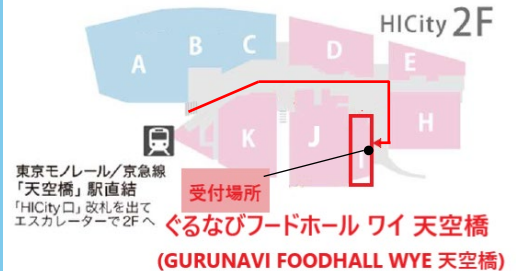 HICity 2F
A
B
C
D
E
L
K
J
I
H
東京モノレール/京急線
「天空橋」駅直結
「HICity口」改札を出て
エスカレーターで2Fへ
受付場所
ぐるなびフードホール ワイ 天空橋
(GURUNAVI FOODHALL WYE 天空橋)